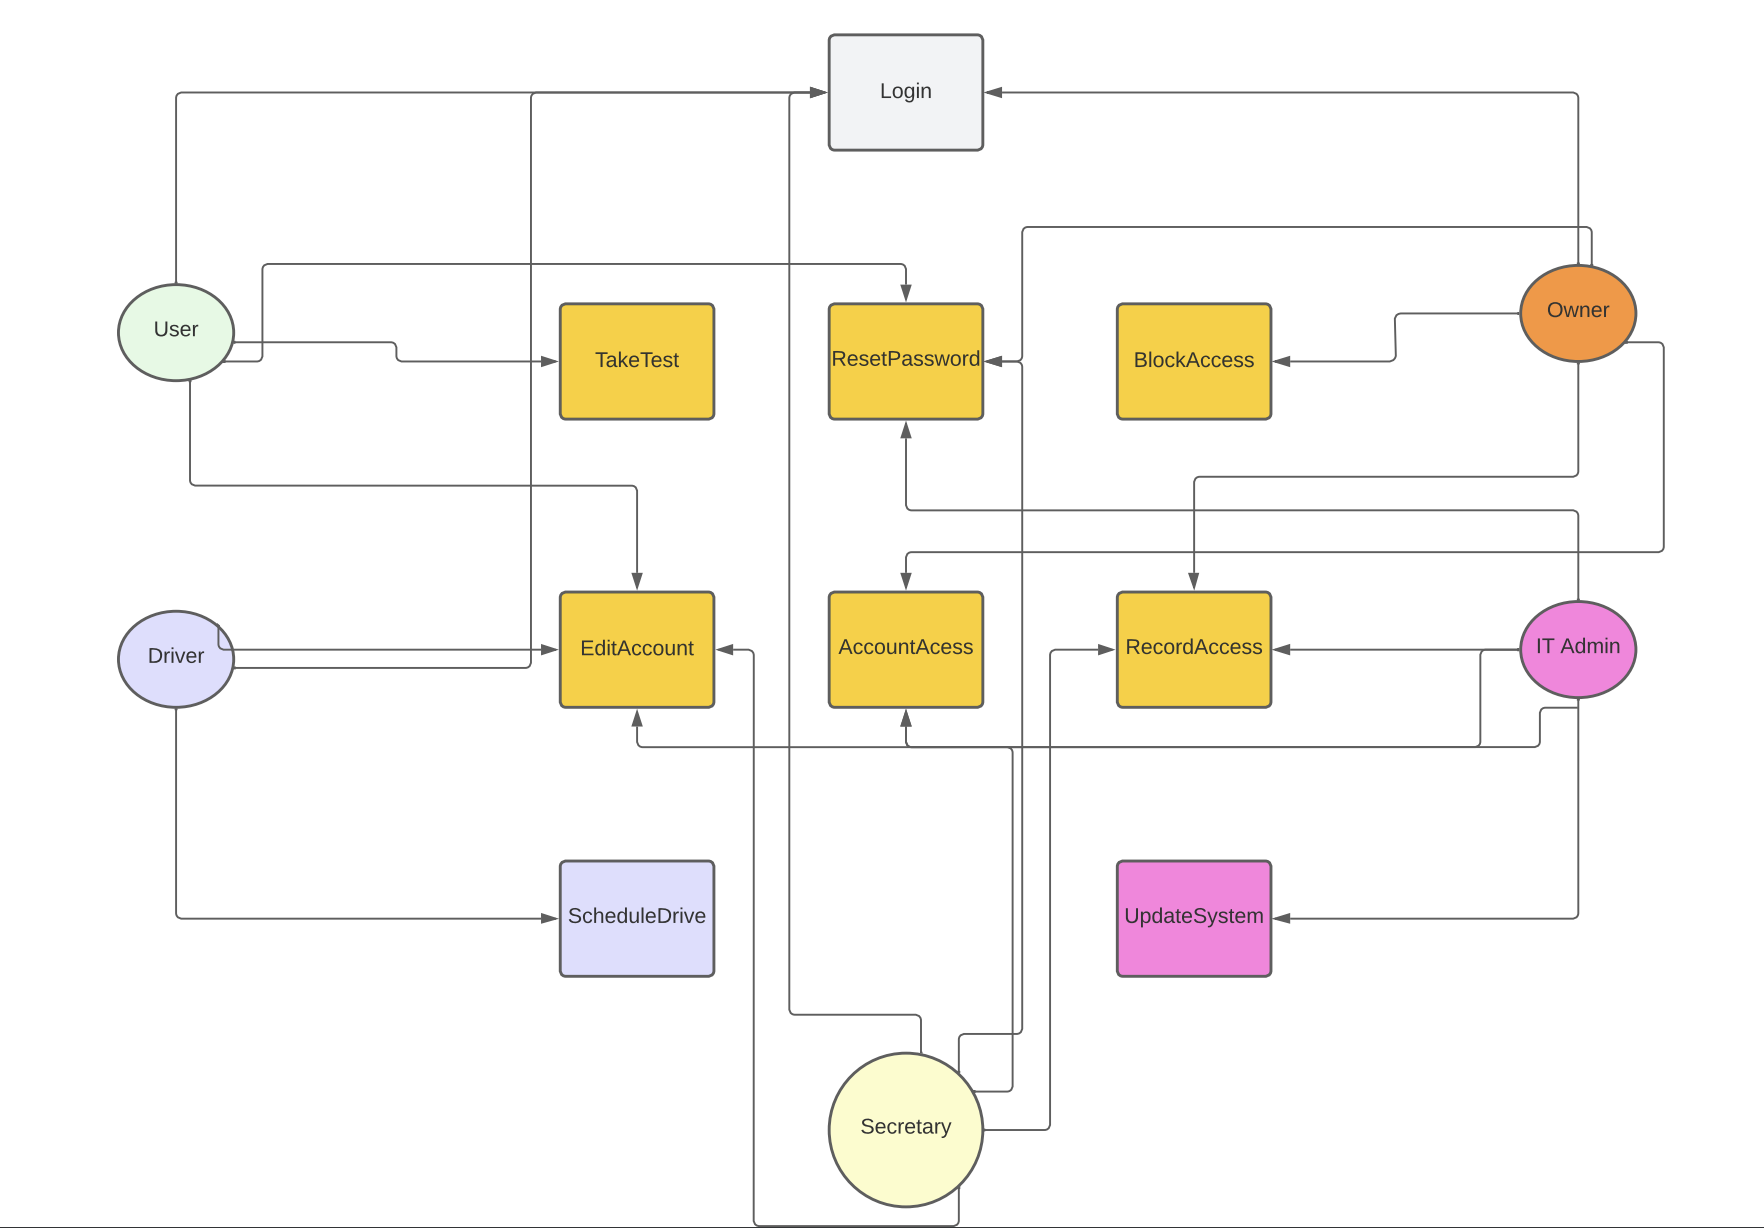 Login
User
TakeTest
ResetPassword
BlockAccess
Owner
Driver
EditAccount
AccountAcess
RecordAccess
IT Admin
ScheduleDrive
UpdateSystem
Secretary